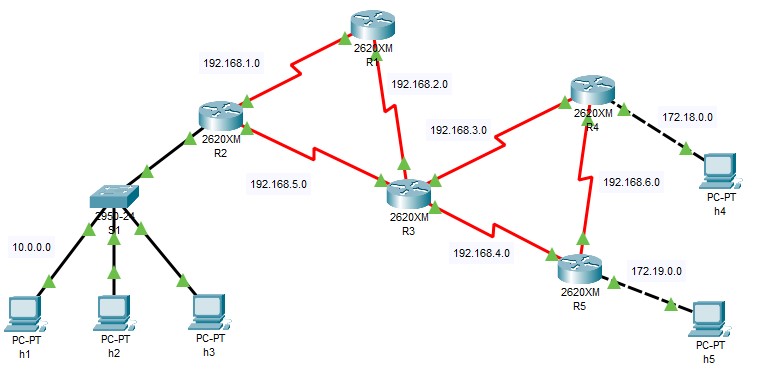 2620XM
R1
192.168.1.0
192.168.2.0
2620XM
R4
172.18.0.0
2620XM
R2
192.168.3.0
PC-PT
h4
192.168.5.0
192.168.6.0
2620XM
R3
2950-24
S1
10.0.0.0
192.168.4.0
2620XM
R5
172.19.0.0
PC-PT
h1
PC-PT
h2
PC-PT
h3
PC-PT
h5